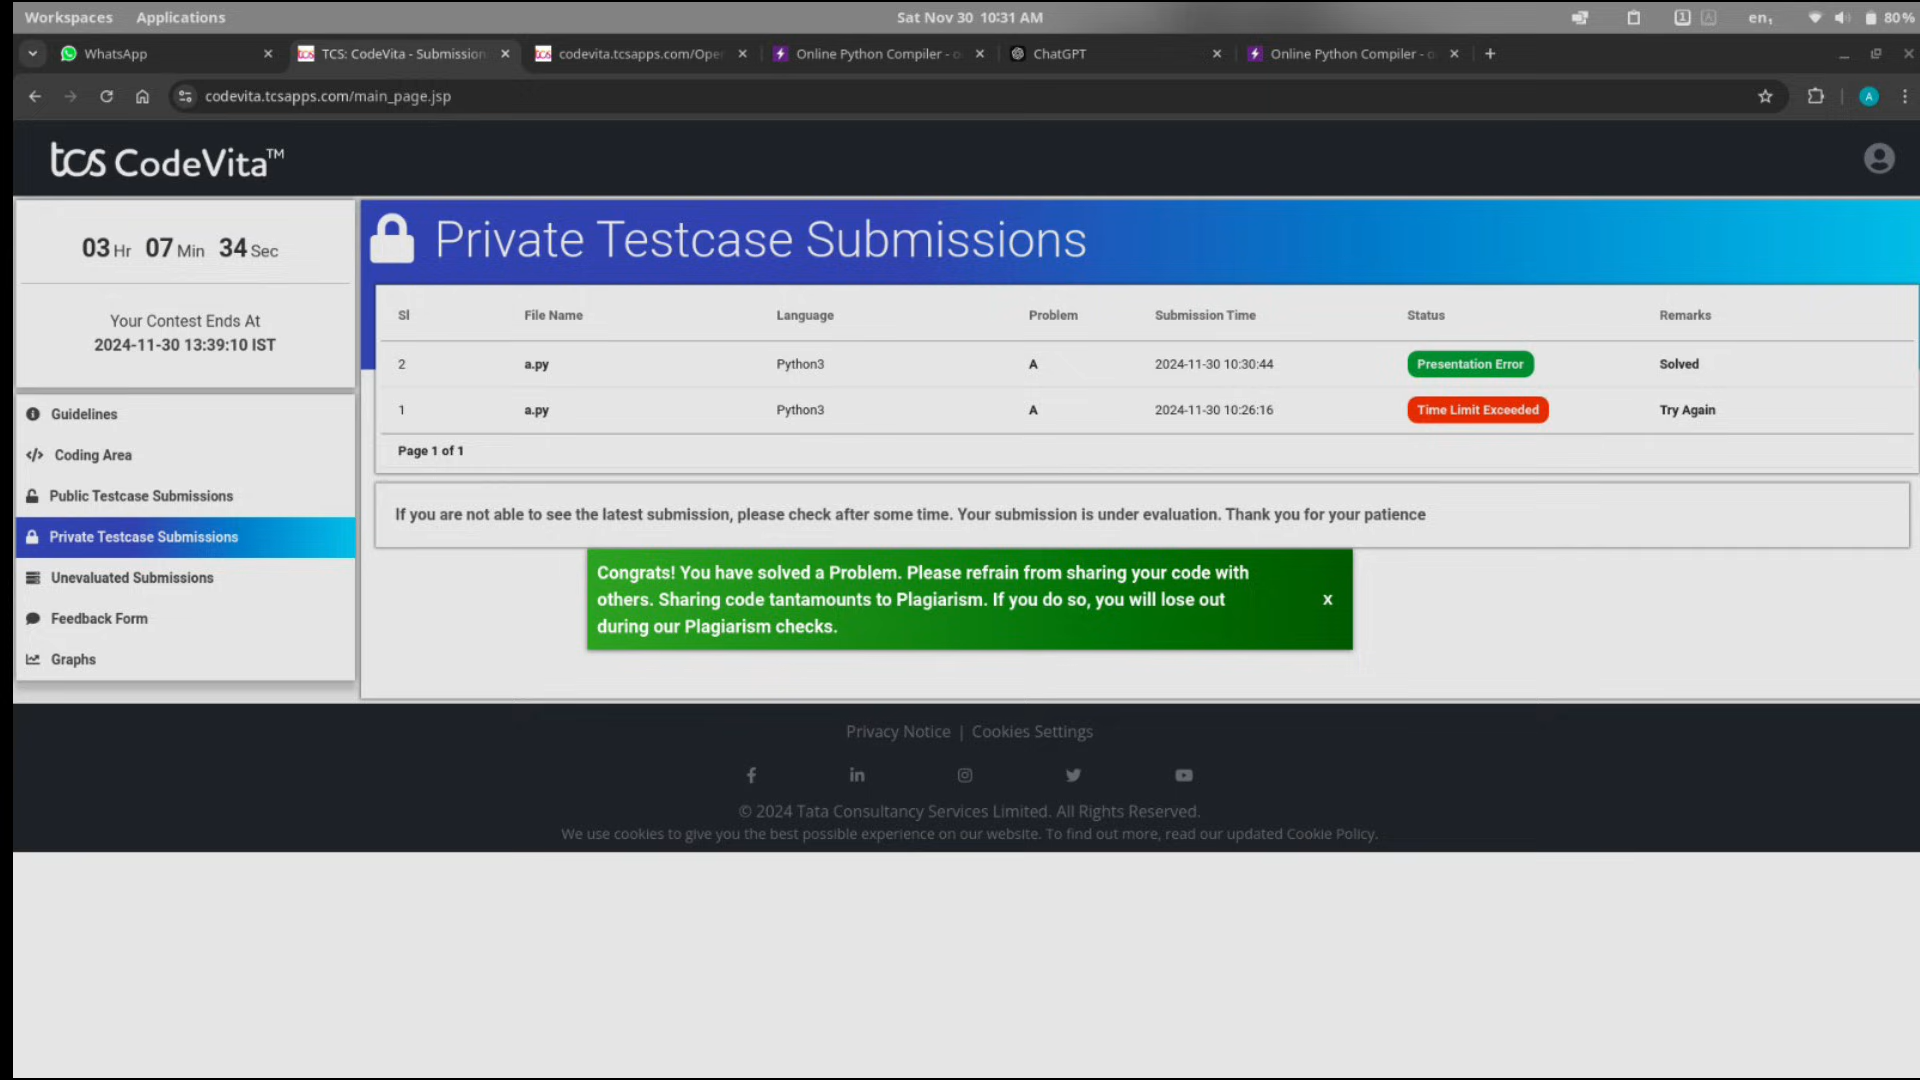 Workspaces Applications Sat Nov 30 10:31 AM 1 A en₁ 80%
WhatsApp TCS: CodeVita - Submission codevita.tcsapps.com/Oper Online Python Compiler - o ChatGPT Online Python Compiler - o
codevita.tcsapps.com/main_page.jsp A
tcs CodeVita™
03 Hr 07 Min 34 Sec
Your Contest Ends At
2024-11-30 13:39:10 IST
Guidelines
Coding Area
Public Testcase Submissions
Private Testcase Submissions
Unevaluated Submissions
Feedback Form
Graphs
Private Testcase Submissions
Sl File Name Language Problem Submission Time Status Remarks
2 a.py Python3 A 2024-11-30 10:30:44 Presentation Error Solved
1 a.py Python3 A 2024-11-30 10:26:16 Time Limit Exceeded Try Again
Page 1 of 1
If you are not able to see the latest submission, please check after some time. Your submission is under evaluation. Thank you for your patience
Congrats! You have solved a Problem. Please refrain from sharing your code with
others. Sharing code tantamounts to Plagiarism. If you do so, you will lose out x
during our Plagiarism checks.
Privacy Notice | Cookies Settings
© 2024 Tata Consultancy Services Limited. All Rights Reserved.
We use cookies to give you the best possible experience on our website. To find out more, read our updated Cookie Policy.